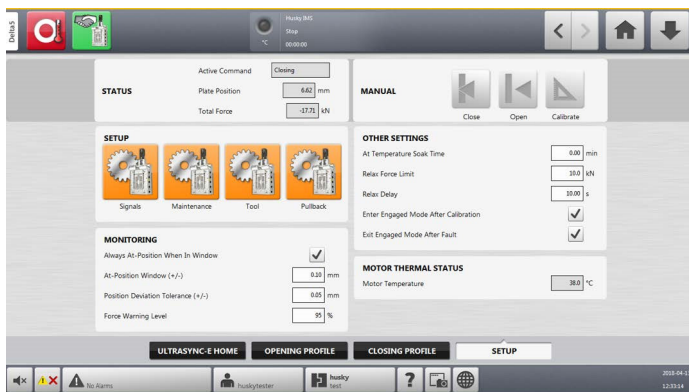 Delta5
Husky IMS
Stop
°C 00:00:00
STATUS
Active Command Closing
Plate Position 6.62 mm
Total Force -17.71 kN
MANUAL
Close Open Calibrate
SETUP
Signals Maintenance Tool Pullback
MONITORING
Always At-Position When In Window
At-Position Window (+/-) 0.10 mm
Position Deviation Tolerance (+/-) 0.05 mm
Force Warning Level 95 %
OTHER SETTINGS
At Temperature Soak Time 0.00 min
Relax Force Limit 10.0 kN
Relax Delay 10.00 s
Enter Engaged Mode After Calibration
Exit Engaged Mode After Fault
MOTOR THERMAL STATUS
Motor Temperature 38.0 °C
ULTRASYNC-E HOME OPENING PROFILE CLOSING PROFILE SETUP
No Alarms
huskytester
husky
test
?
12:33:14